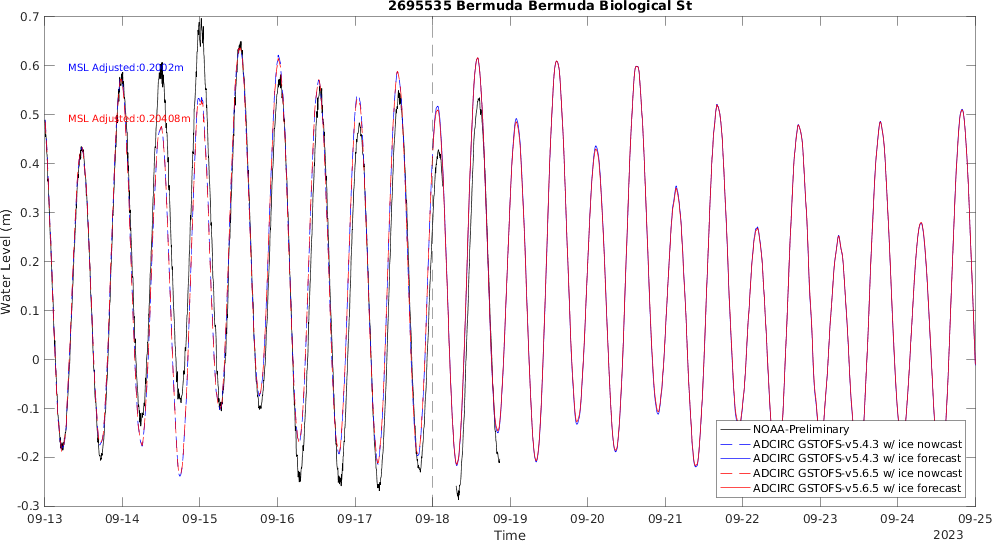 2695535 Bermuda Bermuda Biological St
0.7
0.6
0.5
0.4
0.3
0.2
0.1
0
-0.1
-0.2
-0.3
Water Level (m)
MSL Adjusted:0.2002m
MSL Adjusted:0.20408m
NOAA-Preliminary
ADCIRC GSTOFS-v5.4.3 w/ ice nowcast
ADCIRC GSTOFS-v5.4.3 w/ ice forecast
ADCIRC GSTOFS-v5.6.5 w/ ice nowcast
ADCIRC GSTOFS-v5.6.5 w/ ice forecast
09-13 09-14 09-15 09-16 09-17 09-18 09-19 09-20 09-21 09-22 09-23 09-24 09-25
Time
2023